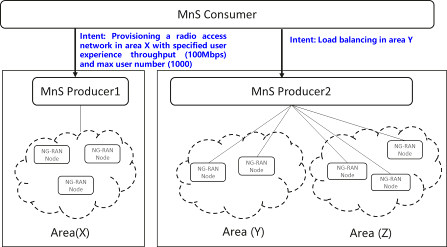 MnS Consumer
Intent: Provisioning a radio access
network in area X with specified user
experience throughput (100Mbps)
and max user number (1000)
Intent: Load balancing in area Y
MnS Producer1
MnS Producer2
NG-RAN
Node
NG-RAN
Node
NG-RAN
Node
NG-RAN
Node
NG-RAN
Node
NG-RAN
Node
NG-RAN
Node
NG-RAN
Node
Area(X)
Area (Y)
Area (Z)